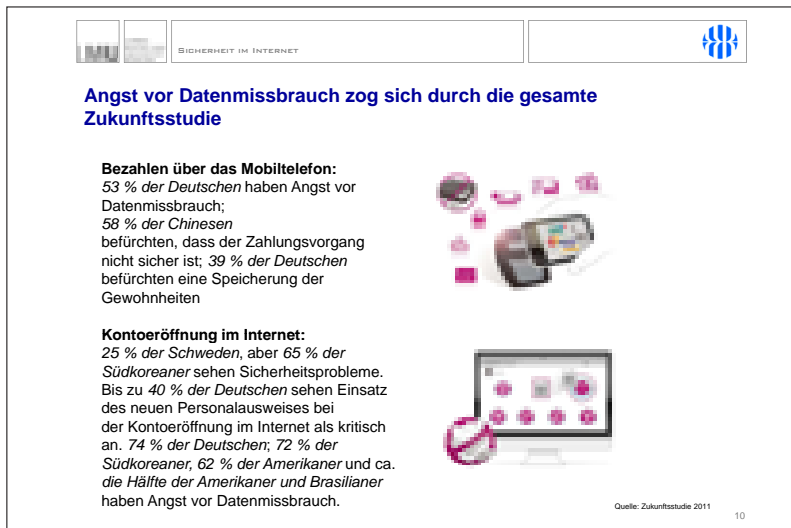 LMU
SICHERHEIT IM INTERNET
Angst vor Datenmissbrauch zog sich durch die gesamte
Zukunftsstudie
Bezahlen über das Mobiltelefon:
53 % der Deutschen haben Angst vor
Datenmissbrauch;
58 % der Chinesen
befürchten, dass der Zahlungsvorgang
nicht sicher ist; 39 % der Deutschen
befürchten eine Speicherung der
Gewohnheiten
Kontoeröffnung im Internet:
25 % der Schweden, aber 65 % der
Südkoreaner sehen Sicherheitsprobleme.
Bis zu 40 % der Deutschen sehen Einsatz
des neuen Personalausweises bei
der Kontoeröffnung im Internet als kritisch
an. 74 % der Deutschen; 72 % der
Südkoreaner, 62 % der Amerikaner und ca.
die Hälfte der Amerikaner und Brasilianer
haben Angst vor Datenmissbrauch.
Quelle: Zukunftsstudie 2011
10